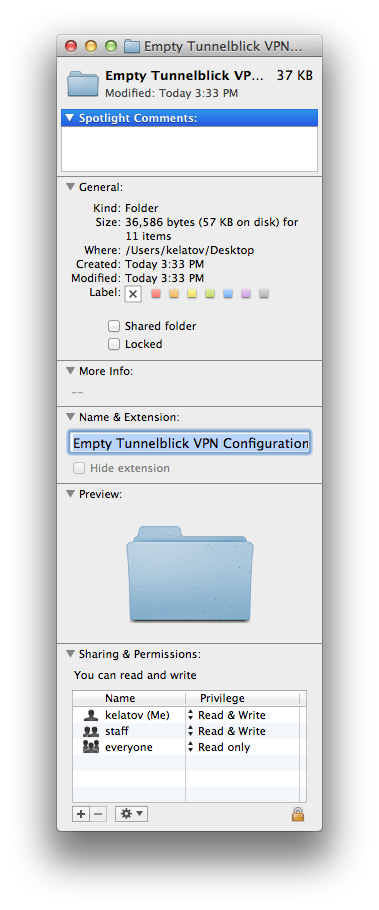 Empty Tunnelblick VPN...
Empty Tunnelblick VP... 37 KB
Modified: Today 3:33 PM
Spotlight Comments:
General:
Kind: Folder
Size: 36,586 bytes (57 KB on disk) for
11 items
Where: /Users/kelatov/Desktop
Created: Today 3:33 PM
Modified: Today 3:33 PM
Label:
Shared folder
Locked
More Info:
--
Name & Extension:
Empty Tunnelblick VPN Configuration
Hide extension
Preview:
Sharing & Permissions:
You can read and write
Name Privilege
kelatov (Me) Read & Write
staff Read & Write
everyone Read only